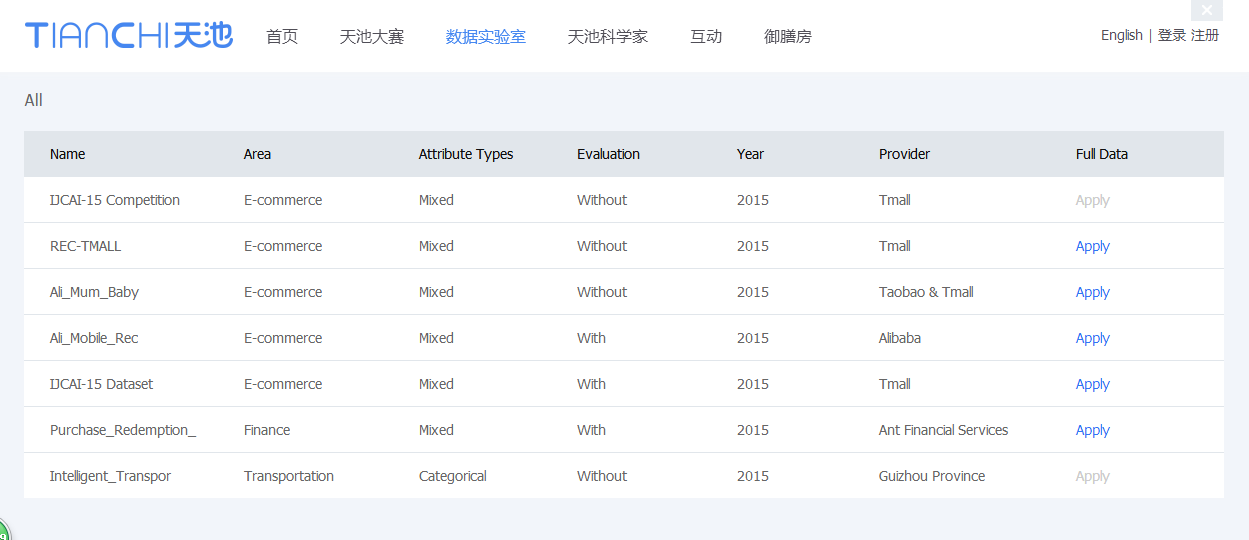 TIANCHI天池 首页 天池大赛 数据实验室 天池科学家 互动 御膳房 English | 登录 注册
All
Name Area Attribute Types Evaluation Year Provider Full Data
IJCAI-15 Competition E-commerce Mixed Without 2015 Tmall Apply
REC-TMALL E-commerce Mixed Without 2015 Tmall Apply
Ali_Mum_Baby E-commerce Mixed Without 2015 Taobao & Tmall Apply
Ali_Mobile_Rec E-commerce Mixed With 2015 Alibaba Apply
IJCAI-15 Dataset E-commerce Mixed With 2015 Tmall Apply
Purchase_Redemption_ Finance Mixed With 2015 Ant Financial Services Apply
Intelligent_Transpor Transportation Categorical Without 2015 Guizhou Province Apply